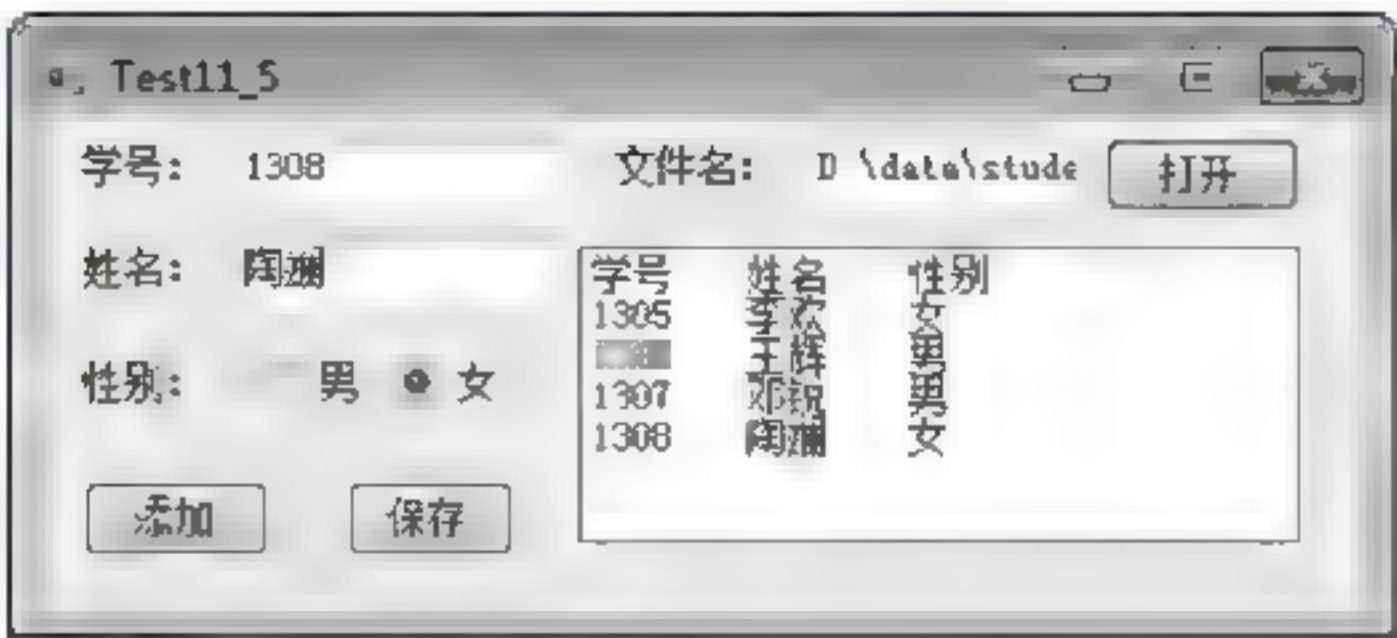 Test11_5
学号： 1308
文件名： D \data\stude 打开
姓名： 陶斓
学号 姓名 性别
1305 李欢 女
王辉 男
1307 邓锐 男
1308 陶斓 女
性别： 男 女
添加 保存